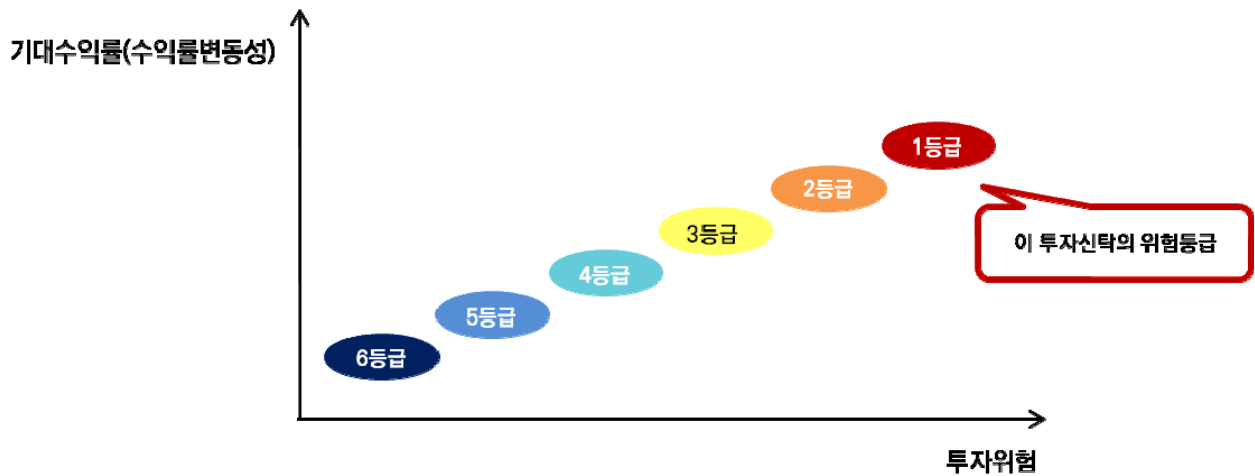 기대수익률(수익률변동성)
1등급
2등급
3등급
이 투자신탁의 위험등급
4등급
5등급
6등급
투자위험